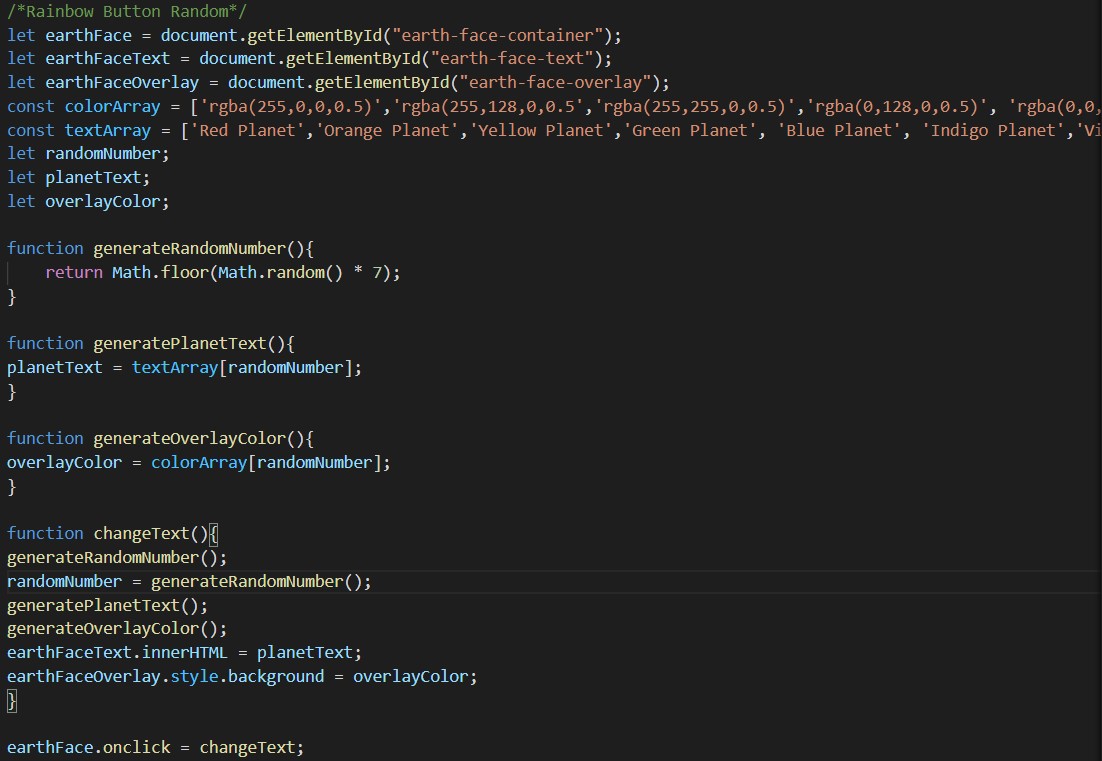 /*Rainbow Button Random*/
let earthFace = document.getElementById("earth-face-container");
let earthFaceText = document.getElementById("earth-face-text");
let earthFaceOverlay = document.getElementById("earth-face-overlay");
const colorArray = ['rgba(255,0,0,0.5)','rgba(255,128,0,0.5','rgba(255,255,0,0.5)','rgba(0,128,0,0.5)', 'rgba(0,0,
const textArray = ['Red Planet','Orange Planet','Yellow Planet','Green Planet', 'Blue Planet', 'Indigo Planet','Vi
let randomNumber;
let planetText;
let overlayColor;

function generateRandomNumber(){
    return Math.floor(Math.random() * 7);
}

function generatePlanetText(){
planetText = textArray[randomNumber];
}

function generateOverlayColor(){
overlayColor = colorArray[randomNumber];
}

function changeText(){
generateRandomNumber();
randomNumber = generateRandomNumber();
generatePlanetText();
generateOverlayColor();
earthFaceText.innerHTML = planetText;
earthFaceOverlay.style.background = overlayColor;
}

earthFace.onclick = changeText;